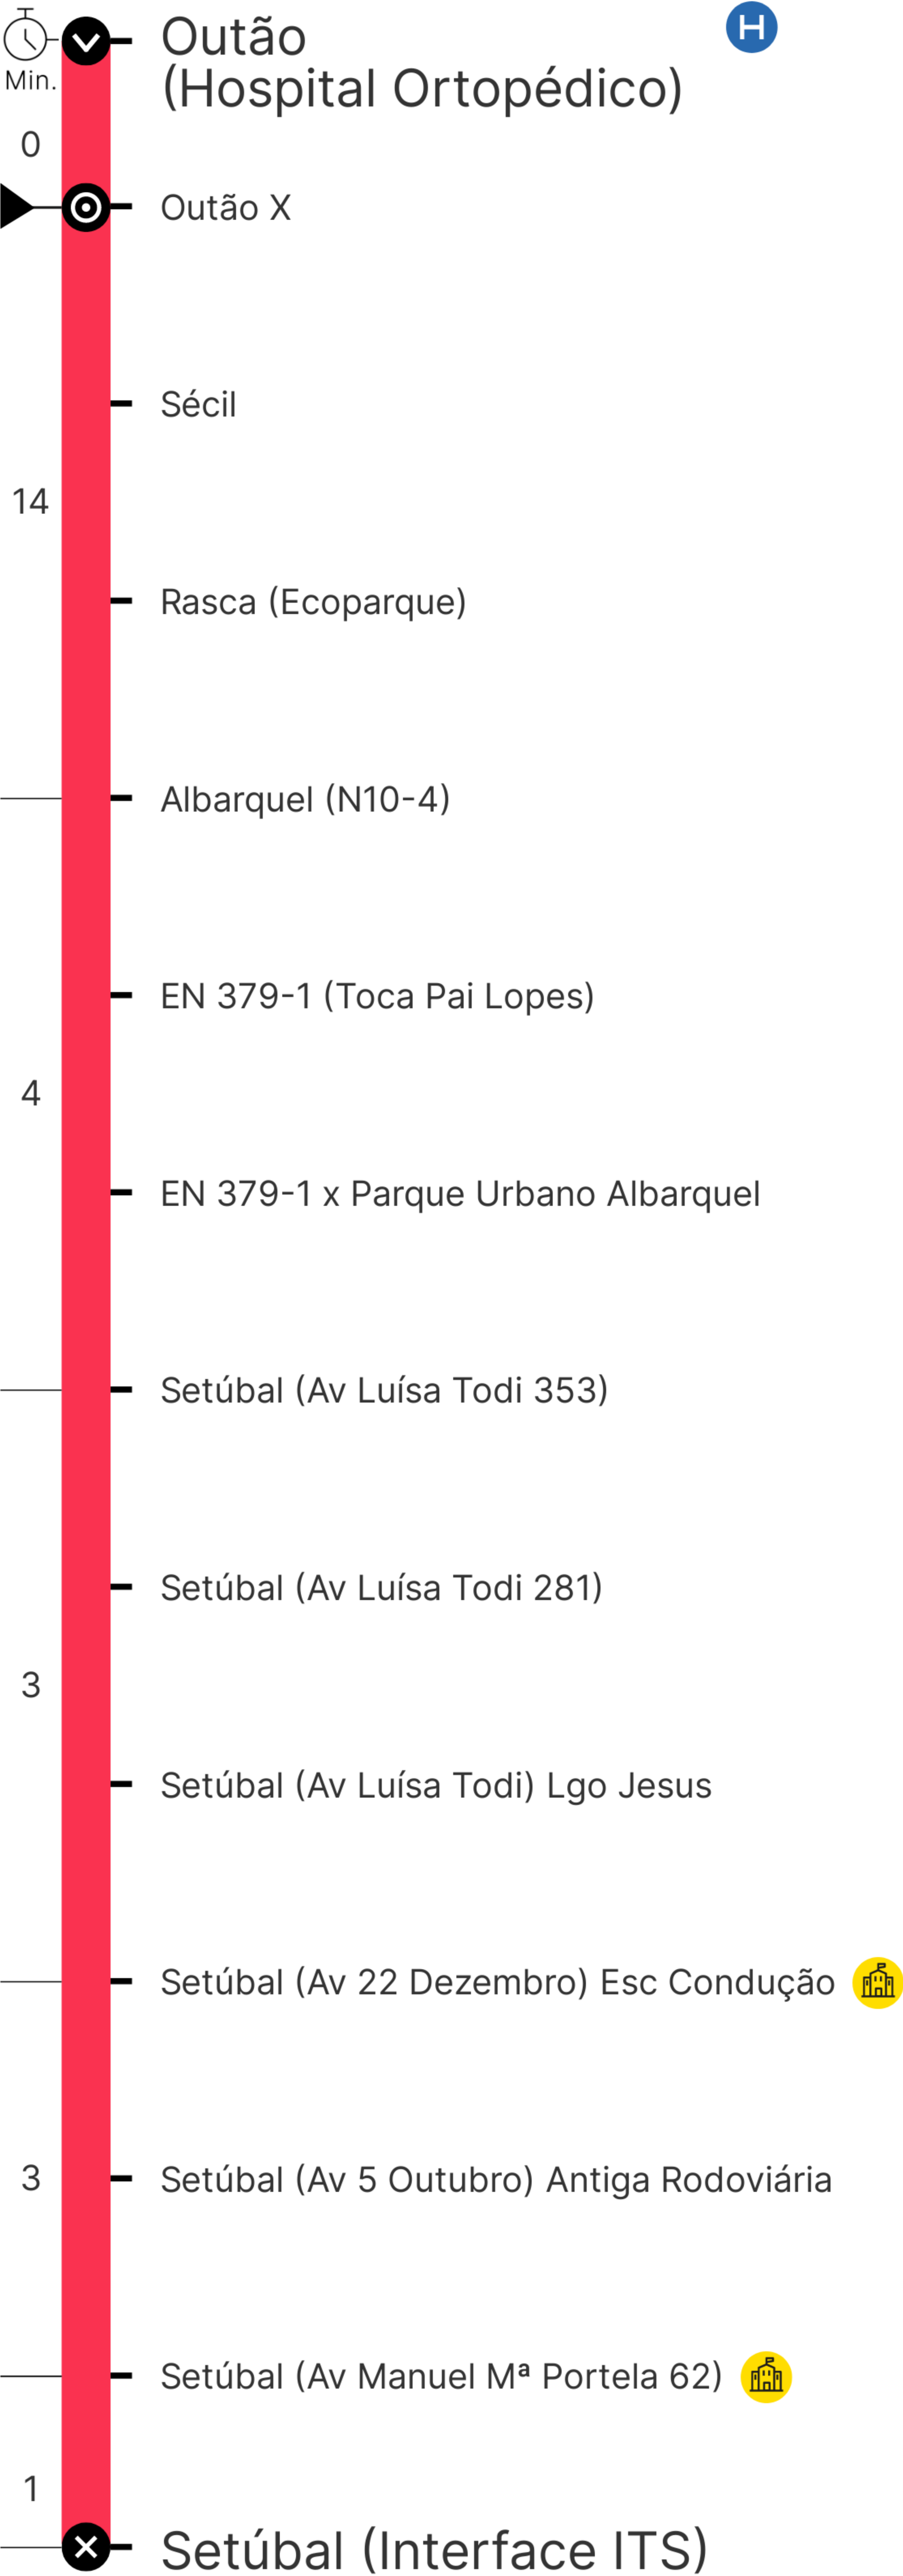 Outão
(Hospital Ortopédico)
H
Min.
0
Outão X
Sécil
14
Rasca (Ecoparque)
Albarquel (N10-4)
EN 379-1 (Toca Pai Lopes)
4
EN 379-1 x Parque Urbano Albarquel
Setúbal (Av Luísa Todi 353)
Setúbal (Av Luísa Todi 281)
3
Setúbal (Av Luísa Todi) Lgo Jesus
Setúbal (Av 22 Dezembro) Esc Condução
3
Setúbal (Av 5 Outubro) Antiga Rodoviária
Setúbal (Av Manuel Mª Portela 62)
1
Setúbal (Interface ITS)